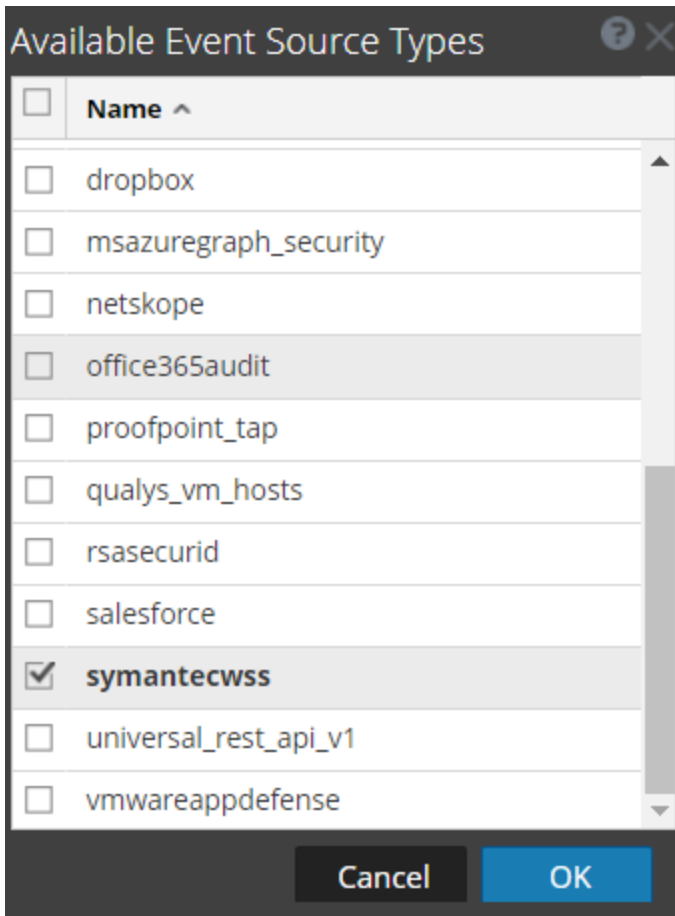 Available Event Source Types
Name
dropbox
msazuregraph_security
netskope
office365audit
proofpoint_tap
qualys_vm_hosts
rsasecurid
salesforce
symantecwss
universal_rest_api_v1
vmwareappdefense
Cancel OK